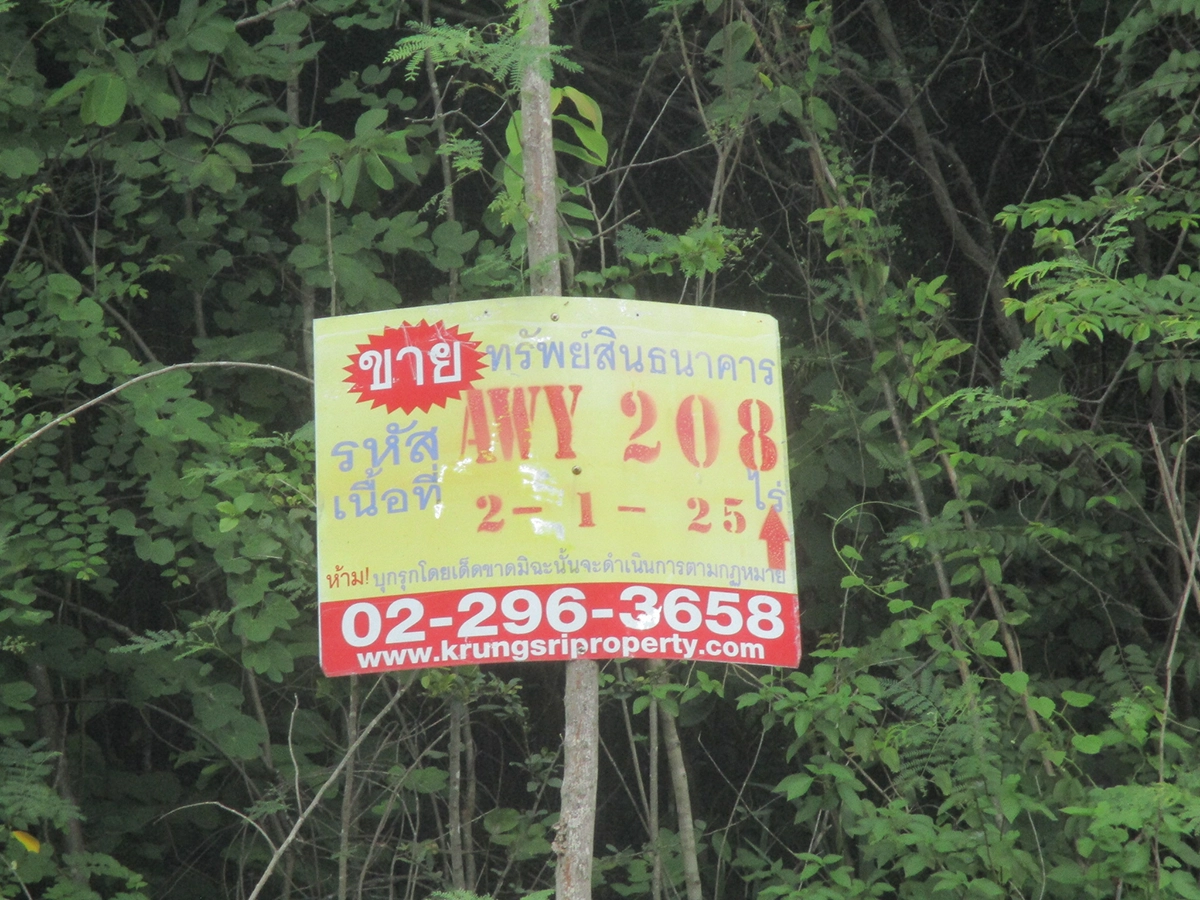 ขาย ทรัพย์สินธนาคาร
รหัส AWY 208
เนื้อที่ 2-1-25 ไร่
ห้าม! บุกรุกโดยเด็ดขาดมิฉะนั้นจะดำเนินการตามกฎหมาย
02-296-3658
www.krungsriproperty.com